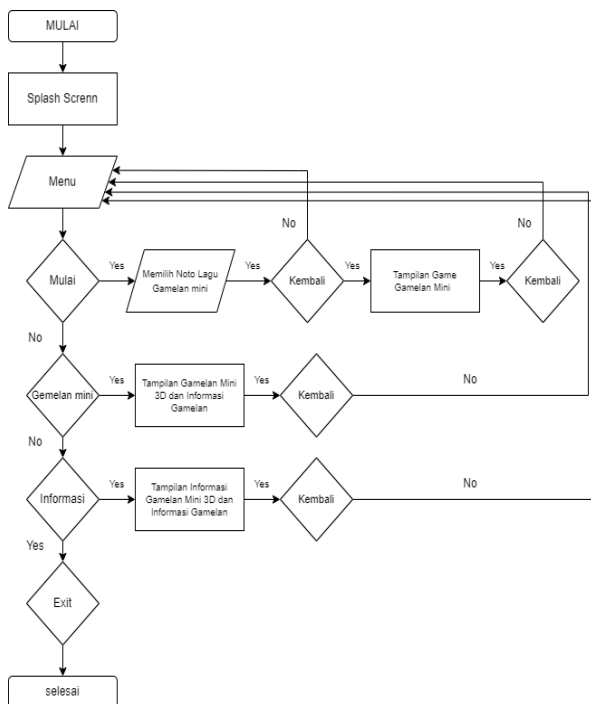 MULAI
Splash Screnn
Menu
No
No
Mulai
Yes
Memilih Noto Lagu
Gamelan mini
Yes
Kembali
Yes
Tampilan Game
Gamelan Mini
Yes
Kembali
No
Gemelan mini
Yes
Tampilan Gamelan Mini
3D dan Informasi
Gamelan
Yes
Kembali
No
No
Informasi
Yes
Tampilan Informasi
Gamelan Mini 3D dan
Informasi Gamelan
Yes
Kembali
No
Yes
Exit
selesai